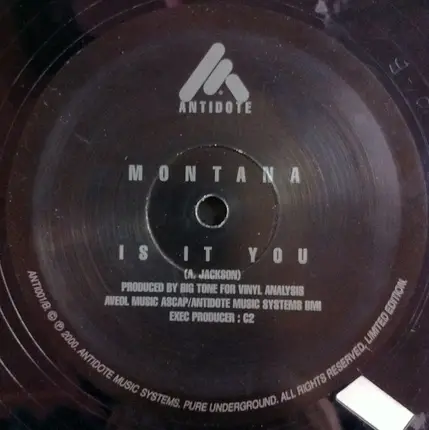 ANTIDOTE
MONTANA
IS IT YOU
(A. JACKSON)
PRODUCED BY BIG TONE FOR VINYL ANALYSIS
AVEOL MUSIC ASCAP/ANTIDOTE MUSIC SYSTEMS BMI
EXEC PRODUCER : C2
ANTI001/B © ℗ 2000. ANTIDOTE MUSIC SYSTEMS. PURE UNDERGROUND. ALL RIGHTS RESERVED, LIMITED EDITION.